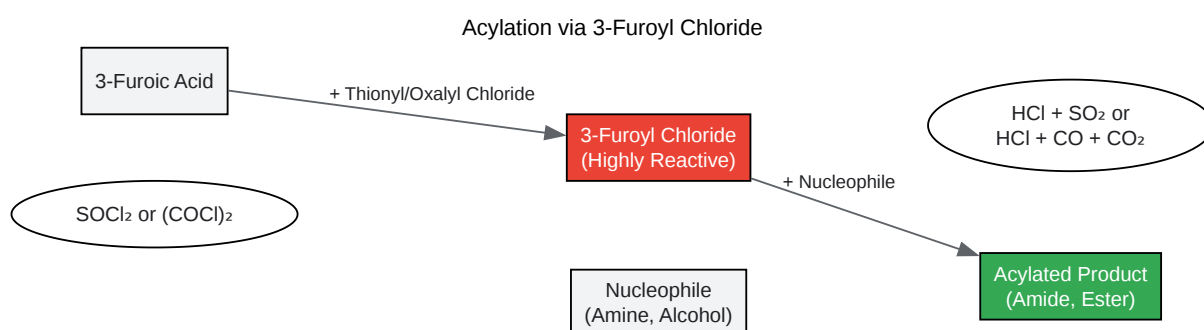 Acylation via 3-Furoyl Chloride
3-Furoic Acid
+ Thionyl/Oxalyl Chloride
3-Furoyl Chloride
(Highly Reactive)
HCl + SO₂ or
HCl + CO + CO₂
+ Nucleophile
SOCl₂ or (COCl)₂
Nucleophile
(Amine, Alcohol)
Acylated Product
(Amide, Ester)